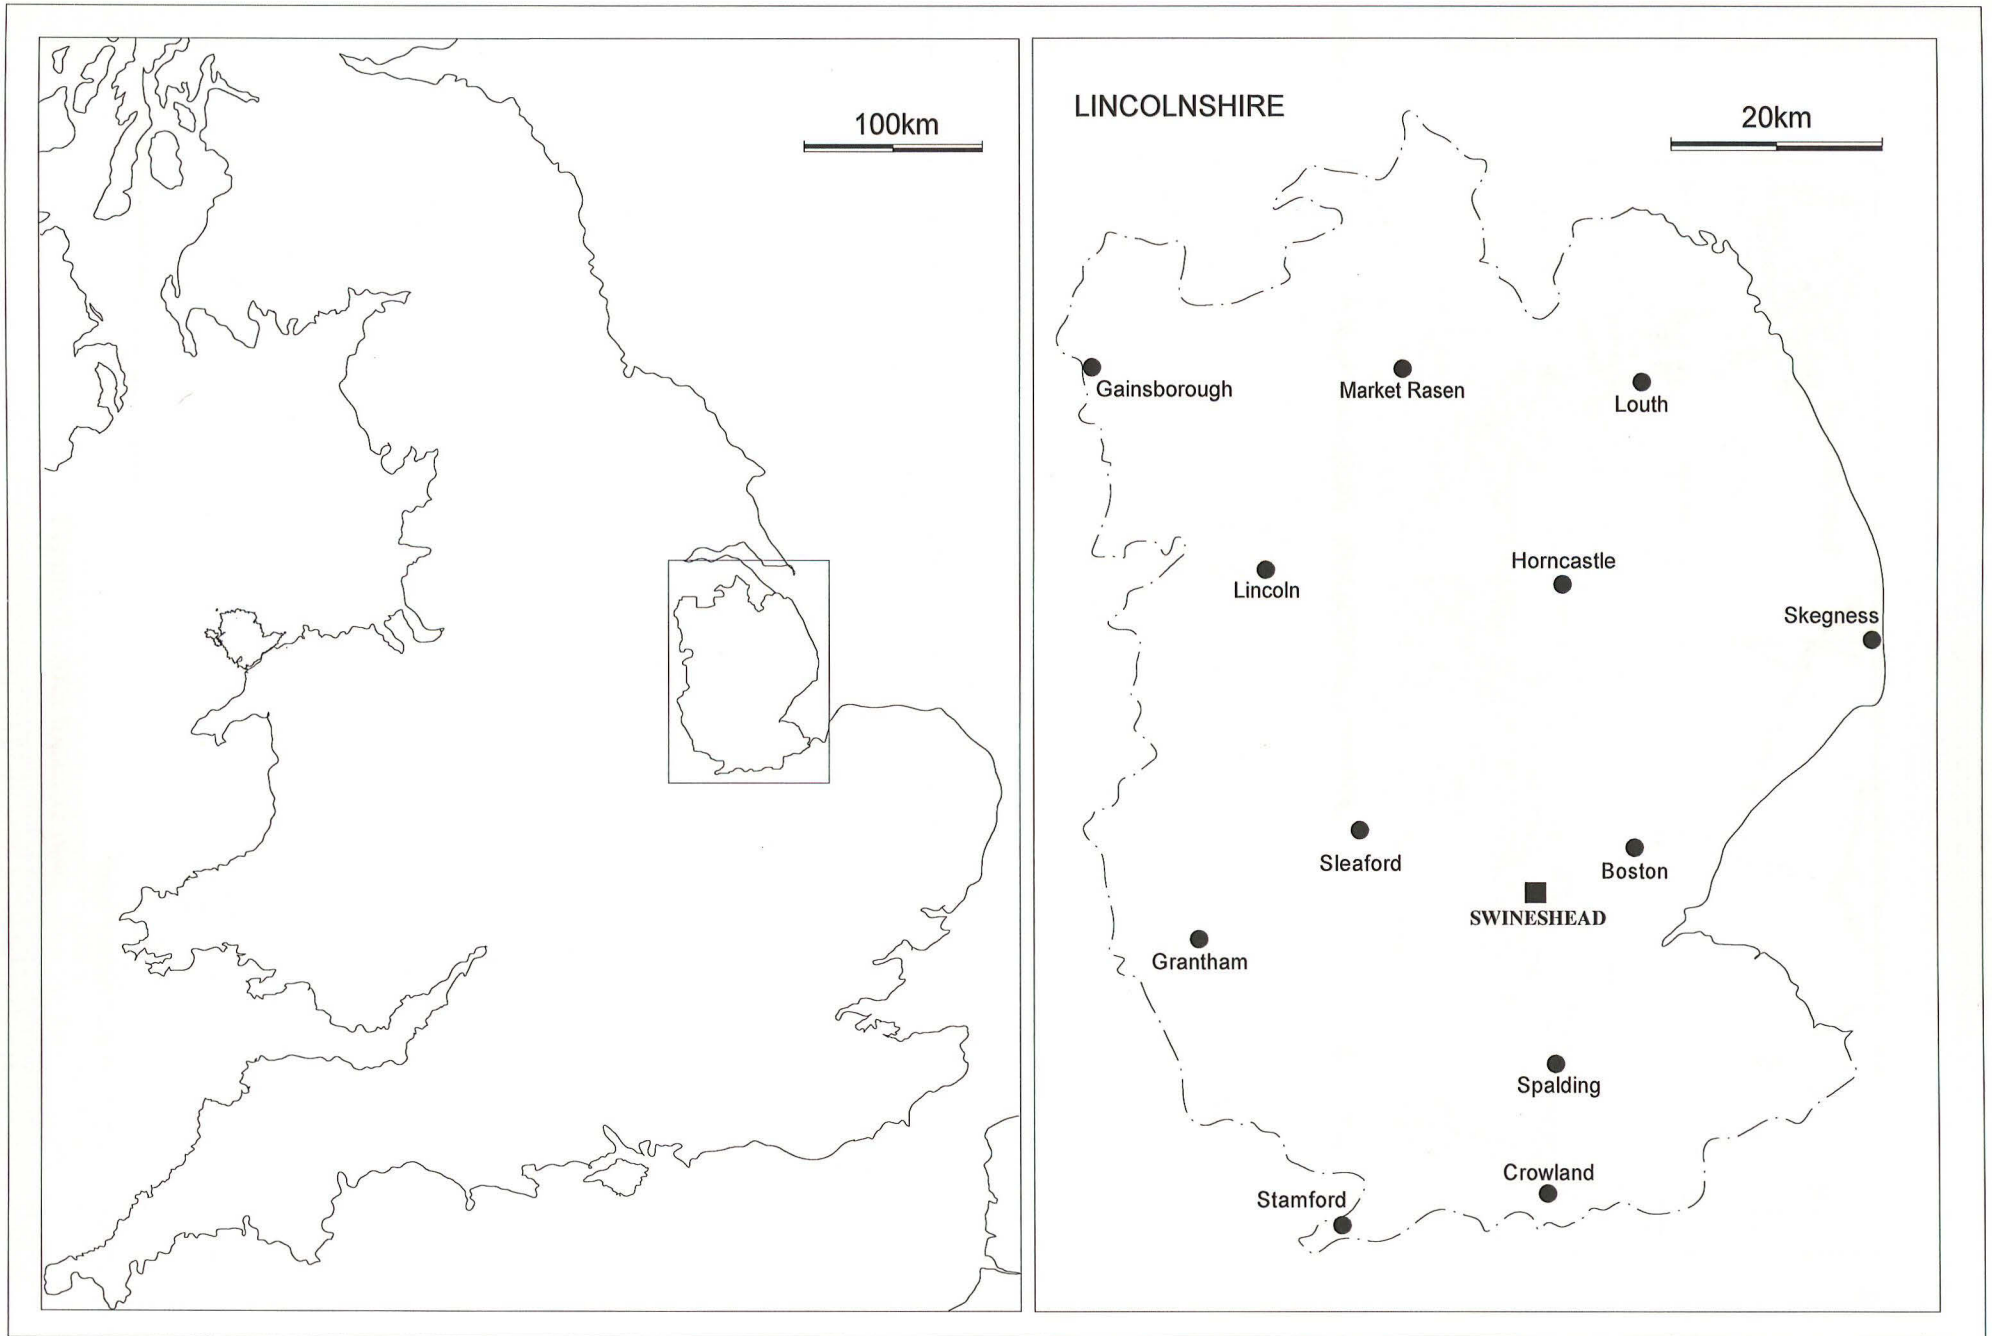 100km
LINCOLNSHIRE
20km
Gainsborough
Market Rasen
Louth
Lincoln
Horncastle
Skegness
Sleaford
Boston
SWINESHEAD
Grantham
Spalding
Crowland
Stamford